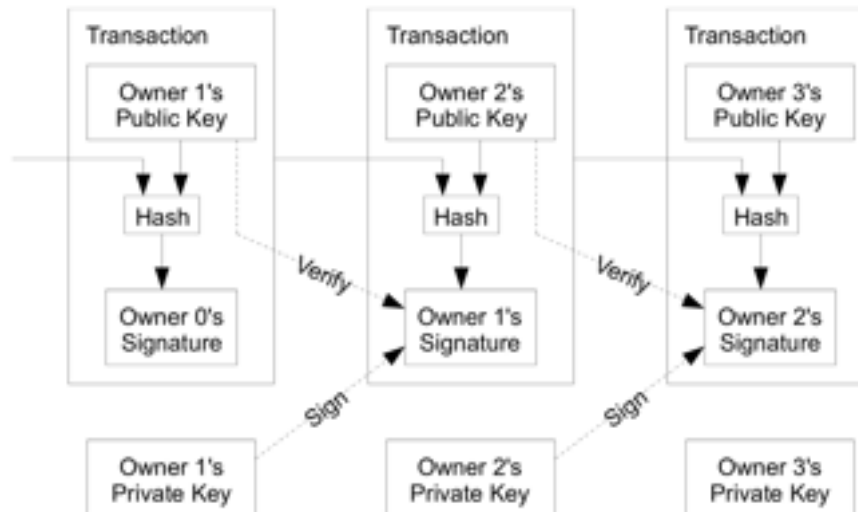 Transaction
Transaction
Transaction
Owner 1's
Public Key
Owner 2's
Public Key
Owner 3's
Public Key
Hash
Hash
Hash
Verify
Verify
Owner 0's
Signature
Owner 1's
Signature
Owner 2's
Signature
Sign
Sign
Owner 1's
Private Key
Owner 2's
Private Key
Owner 3's
Private Key